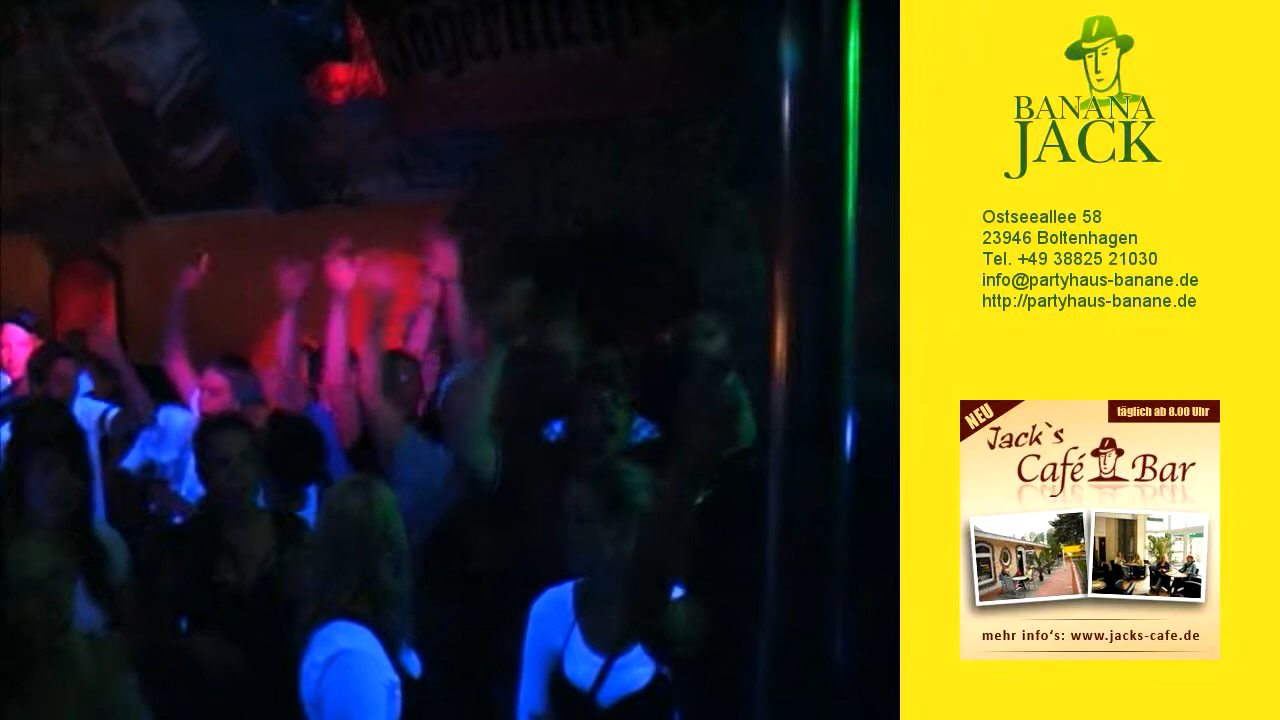 BANANA
JACK
Ostseeallee 58
23946 Boltenhagen
Tel. +49 38825 21030
info@partyhaus-banane.de
http://partyhaus-banane.de
NEU
täglich ab 8.00 Uhr
Jack`s
Café Bar
mehr info's: www.jacks-cafe.de